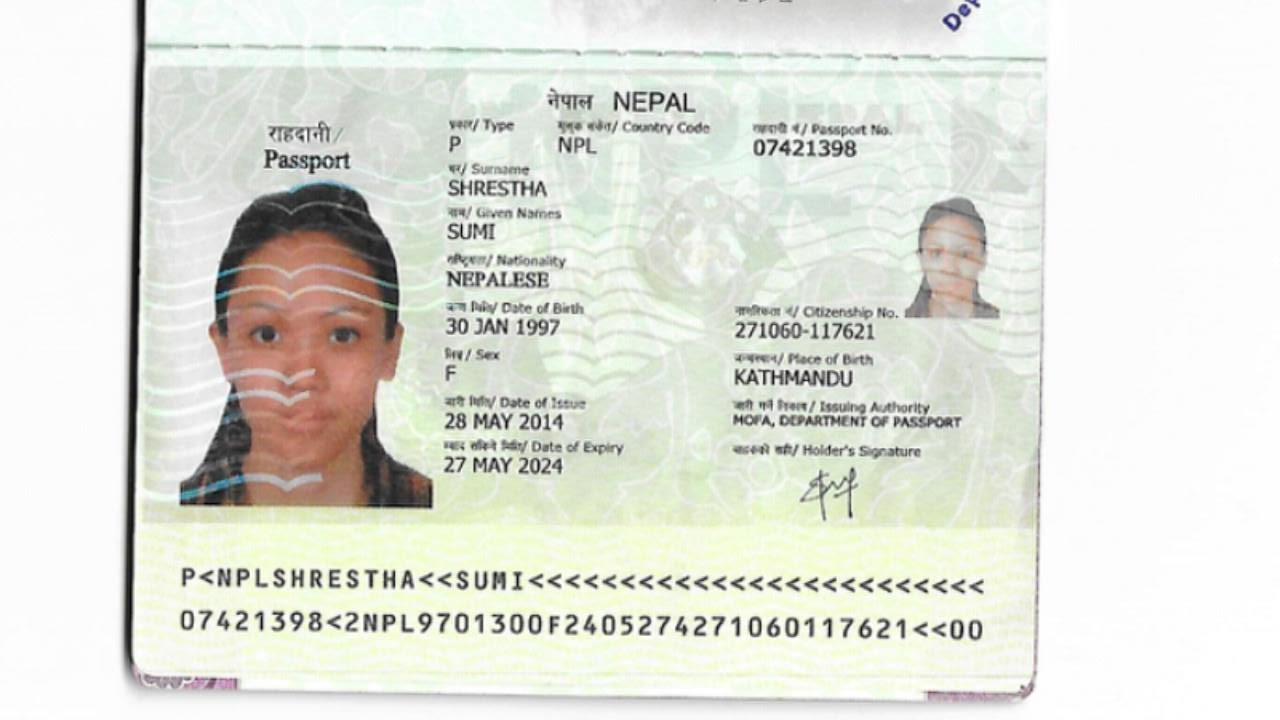 नेपाल NEPAL
राहदानी/
Passport
प्रकार/ Type
P
मुलुक संकेत/ Country Code
NPL
राहदानी नं/ Passport No.
07421398
थर/ Surname
SHRESTHA
नाम/ Given Names
SUMI
राष्ट्रियता/ Nationality
NEPALESE
जन्म मिति/ Date of Birth
30 JAN 1997
नागरिकता नं/ Citizenship No.
271060-117621
लिङ्ग/ Sex
F
जन्मस्थान/ Place of Birth
KATHMANDU
जारी मिति/ Date of Issue
28 MAY 2014
जारी गर्ने निकाय/ Issuing Authority
MOFA, DEPARTMENT OF PASSPORT
म्याद सकिने मिति/ Date of Expiry
27 MAY 2024
वाहकको सही/ Holder's Signature
P<NPLSHRESTHA<<SUMI<<<<<<<<<<<<<<<<<<<<<<<<<
07421398<2NPL9701300F2405274271060117621<<00